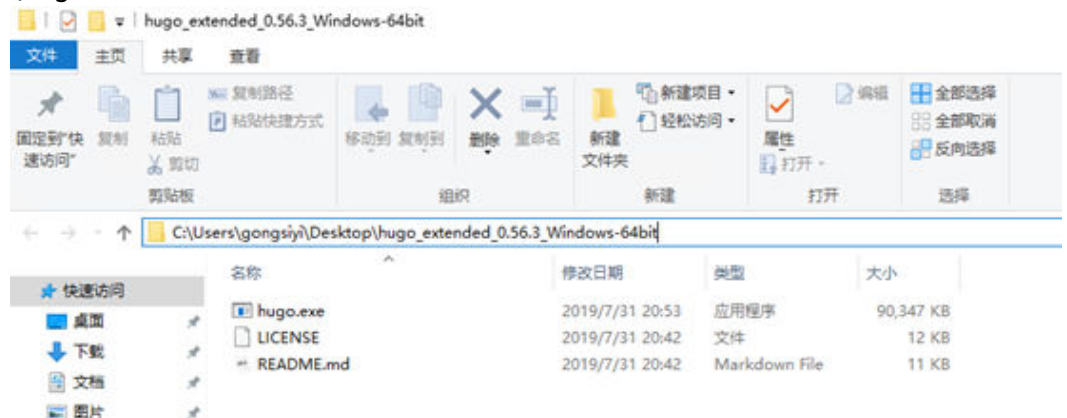 hugo_extended_0.56.3_Windows-64bit
文件 主页 共享 查看
固定到"快速访问"
复制
粘贴
复制路径
粘贴快捷方式
剪切
剪贴板
移动到
复制到
删除
重命名
组织
新建文件夹
新建项目
轻松访问
新建
属性
打开
编辑
打开
全部选择
全部取消
反向选择
选择
C:\Users\gongsiyi\Desktop\hugo_extended_0.56.3_Windows-64bit
名称 修改日期 类型 大小
快速访问
桌面
下载
文档
图片
hugo.exe 2019/7/31 20:53 应用程序 90,347 KB
LICENSE 2019/7/31 20:42 文件 12 KB
README.md 2019/7/31 20:42 Markdown File 11 KB